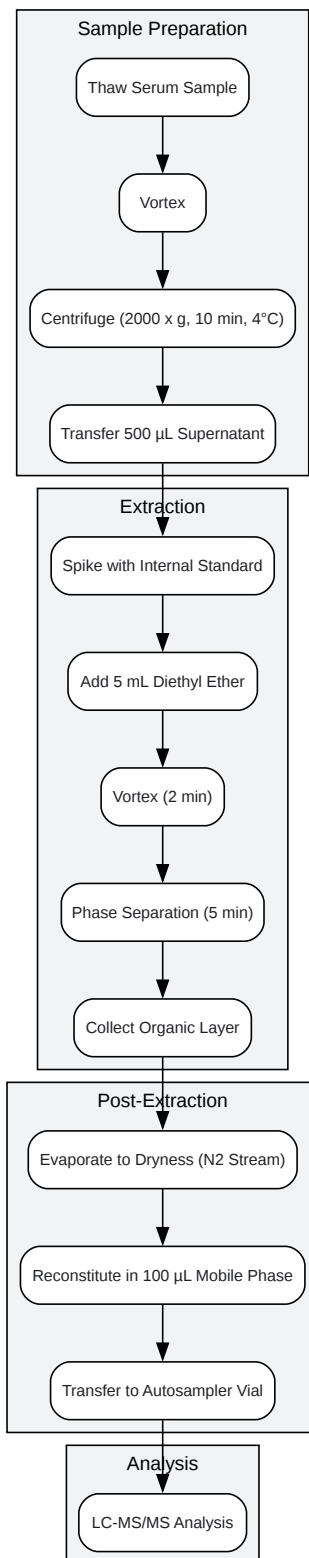 Sample Preparation
Thaw Serum Sample
Vortex
Centrifuge (2000 x g, 10 min, 4°C)
Transfer 500 µL Supernatant
Extraction
Spike with Internal Standard
Add 5 mL Diethyl Ether
Vortex (2 min)
Phase Separation (5 min)
Collect Organic Layer
Post-Extraction
Evaporate to Dryness (N2 Stream)
Reconstitute in 100 µL Mobile Phase
Transfer to Autosampler Vial
Analysis
LC-MS/MS Analysis